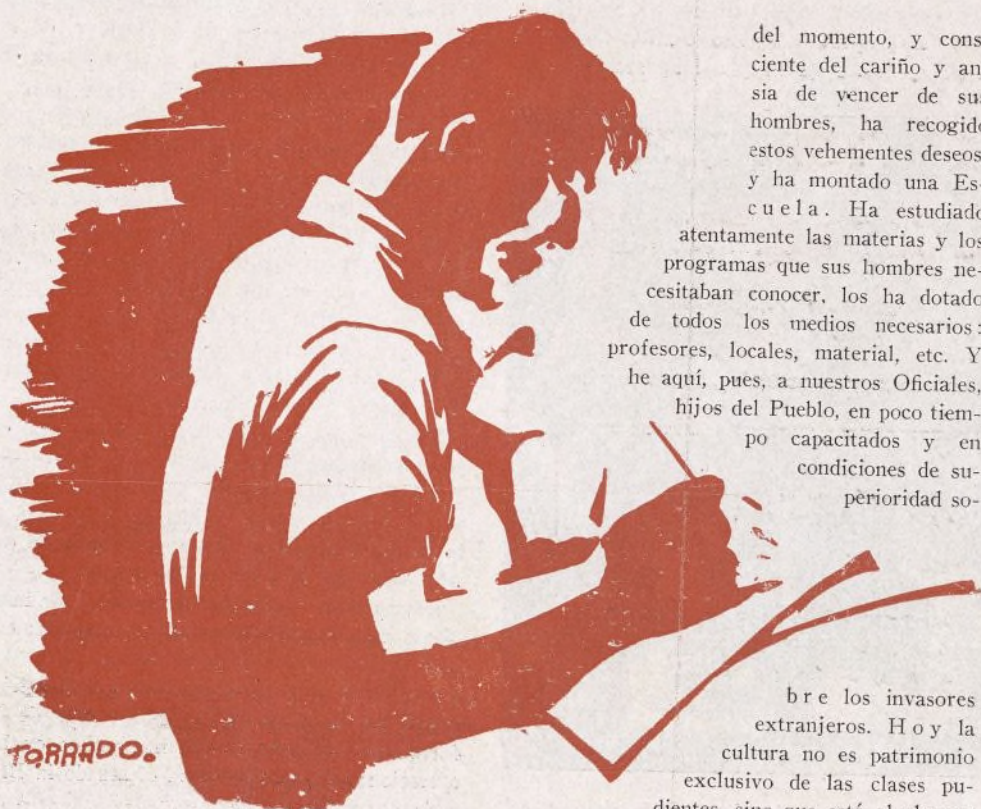 del momento, y cons
ciente del cariño y an
sia de vencer de su
hombres, ha recogid
estos vehementes deseos
y ha montado una Es-
cuela. Ha estudiado
atentamente las materias y los
programas que sus hombres ne-
cesitaban conocer, los ha dotado
de todos los medios necesarios:
profesores, locales, material, etc. Y
he aquí, pues, a nuestros Oficiales,
hijos del Pueblo, en poco tiem-
po capacitados y en
condiciones de su-
perioridad so-
bre los invasores
extranjeros. Hoy la
cultura no es patrimonio
exclusivo de las clases pu-
TORRADO.